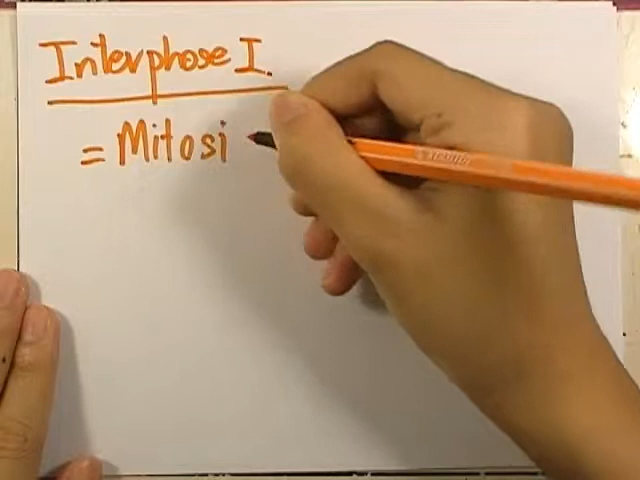 Interphase I.
= Mitosi